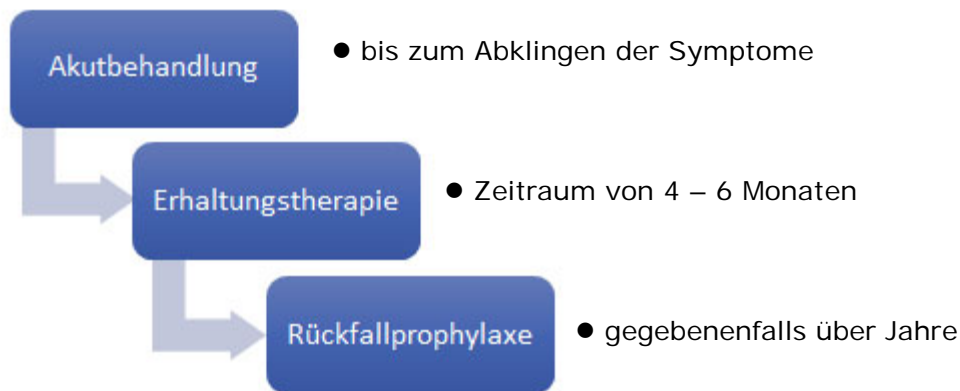 Akutbehandlung
● bis zum Abklingen der Symptome
Erhaltungstherapie
● Zeitraum von 4 – 6 Monaten
Rückfallprophylaxe
● gegebenenfalls über Jahre